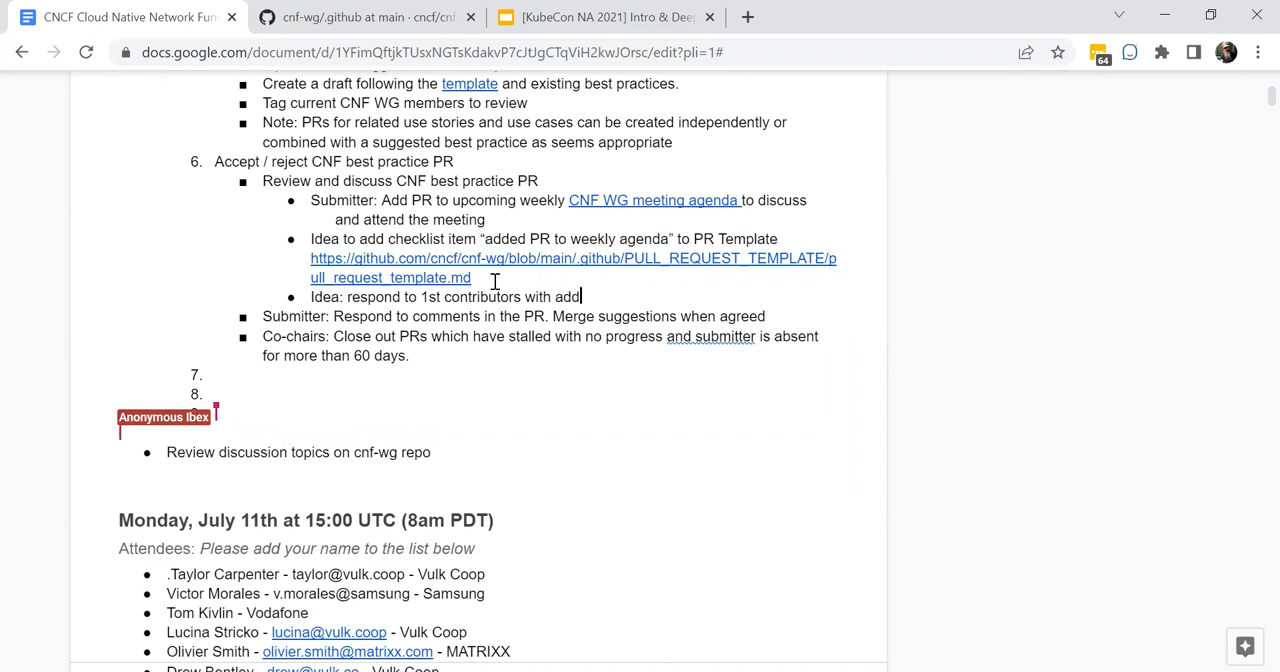 CNCF Cloud Native Network Fun
cnf-wg/.github at main · cncf/cnf
[KubeCon NA 2021] Intro & Deep
docs.google.com/document/d/1YFimQftjkTUsxNGTsKdakvP7cJtJgCTqViH2kwJOrsc/edit?pli=1#
64
■ Create a draft following the template and existing best practices.
■ Tag current CNF WG members to review
■ Note: PRs for related use stories and use cases can be created independently or
combined with a suggested best practice as seems appropriate
6. Accept / reject CNF best practice PR
■ Review and discuss CNF best practice PR
● Submitter: Add PR to upcoming weekly CNF WG meeting agenda to discuss
and attend the meeting
● Idea to add checklist item “added PR to weekly agenda” to PR Template
https://github.com/cncf/cnf-wg/blob/main/.github/PULL_REQUEST_TEMPLATE/p
ull_request_template.md
● Idea: respond to 1st contributors with add
■ Submitter: Respond to comments in the PR. Merge suggestions when agreed
■ Co-chairs: Close out PRs which have stalled with no progress and submitter is absent
for more than 60 days.
7.
8.
Anonymous Ibex
● Review discussion topics on cnf-wg repo
Monday, July 11th at 15:00 UTC (8am PDT)
Attendees: Please add your name to the list below
● .Taylor Carpenter - taylor@vulk.coop - Vulk Coop
● Victor Morales - v.morales@samsung - Samsung
● Tom Kivlin - Vodafone
● Lucina Stricko - lucina@vulk.coop - Vulk Coop
● Olivier Smith - olivier.smith@matrixx.com - MATRIXX
● Drew Bentley - drew@vulk.co - Vulk Coop